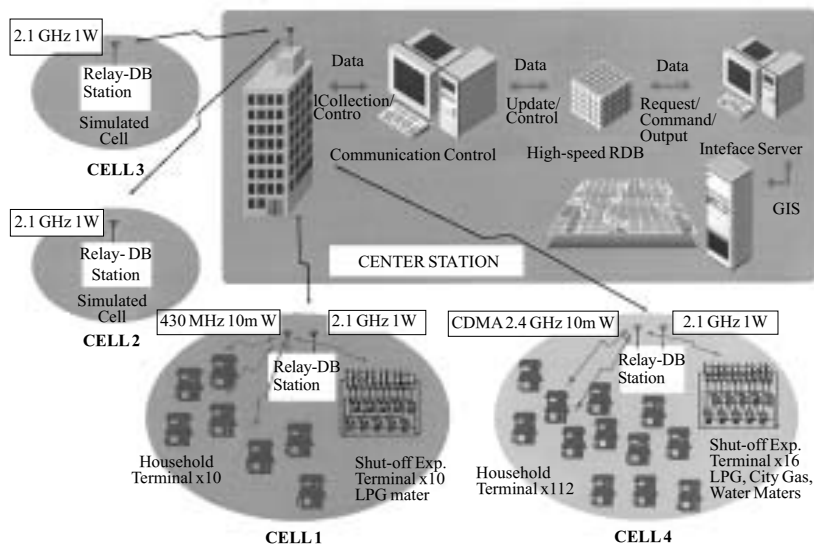 2.1 GHz 1W
Relay-DB
Station
Simulated
Cell
CELL 3
2.1 GHz 1W
Relay- DB
Station
Simulated
Cell
CELL 2
Data
lCollection/
Contro
Communication Control
Data
Update/
Control
High-speed RDB
Data
Request/
Command/
Output
Inteface Server
GIS
CENTER STATION
430 MHz 10m W
2.1 GHz 1W
Relay-DB
Station
Household
Terminal x10
Shut-off Exp.
Terminal x10
LPG mater
CELL 1
CDMA 2.4 GHz 10m W
2.1 GHz 1W
Relay-DB
Station
Household
Terminal x112
Shut-off Exp.
Terminal x16
LPG, City Gas,
Water Maters
CELL 4